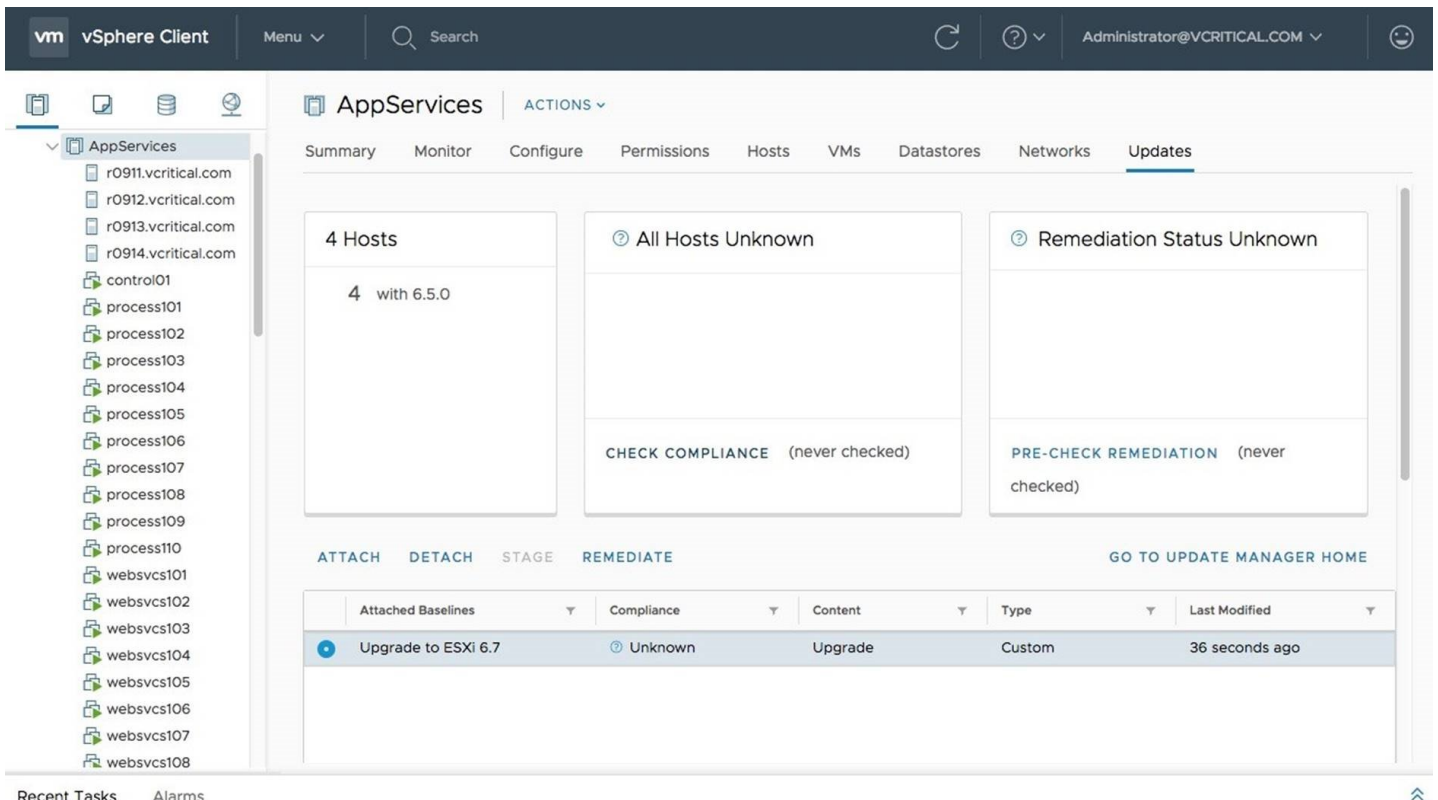 vm vSphere Client Menu Search Administrator@VCRITICAL.COM
AppServices
r0911.vcritical.com
r0912.vcritical.com
r0913.vcritical.com
r0914.vcritical.com
control01
process101
process102
process103
process104
process105
process106
process107
process108
process109
process110
websvcs101
websvcs102
websvcs103
websvcs104
websvcs105
websvcs106
websvcs107
websvcs108
AppServices ACTIONS
Summary Monitor Configure Permissions Hosts VMs Datastores Networks Updates
4 Hosts
4 with 6.5.0
All Hosts Unknown
CHECK COMPLIANCE (never checked)
Remediation Status Unknown
PRE-CHECK REMEDIATION (never
checked)
ATTACH DETACH STAGE REMEDIATE GO TO UPDATE MANAGER HOME
Attached Baselines Compliance Content Type Last Modified
Upgrade to ESXi 6.7 Unknown Upgrade Custom 36 seconds ago
Recent Tasks Alarms